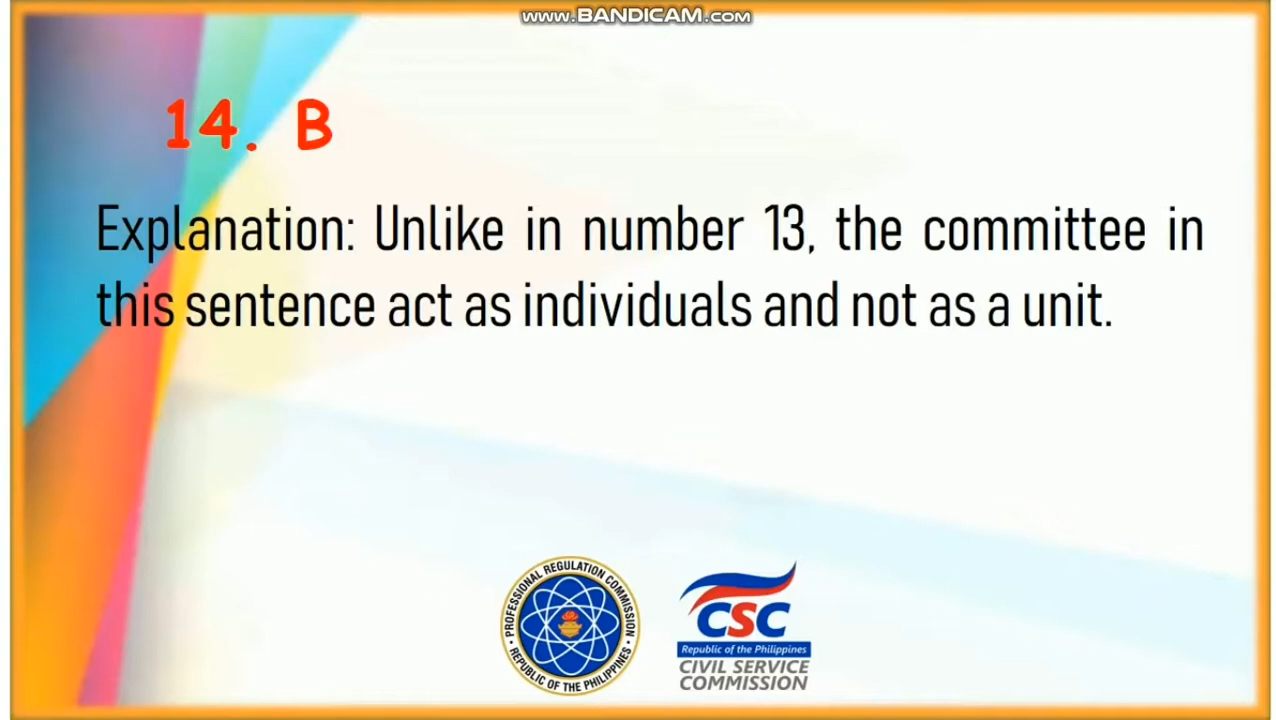 www.BANDICAM.com
14. B
Explanation: Unlike in number 13, the committee in
this sentence act as individuals and not as a unit.
PROFESSIONAL REGULATION COMMISSION
REPUBLIC OF THE PHILIPPINES
CSC
Republic of the Philippines
CIVIL SERVICE
COMMISSION